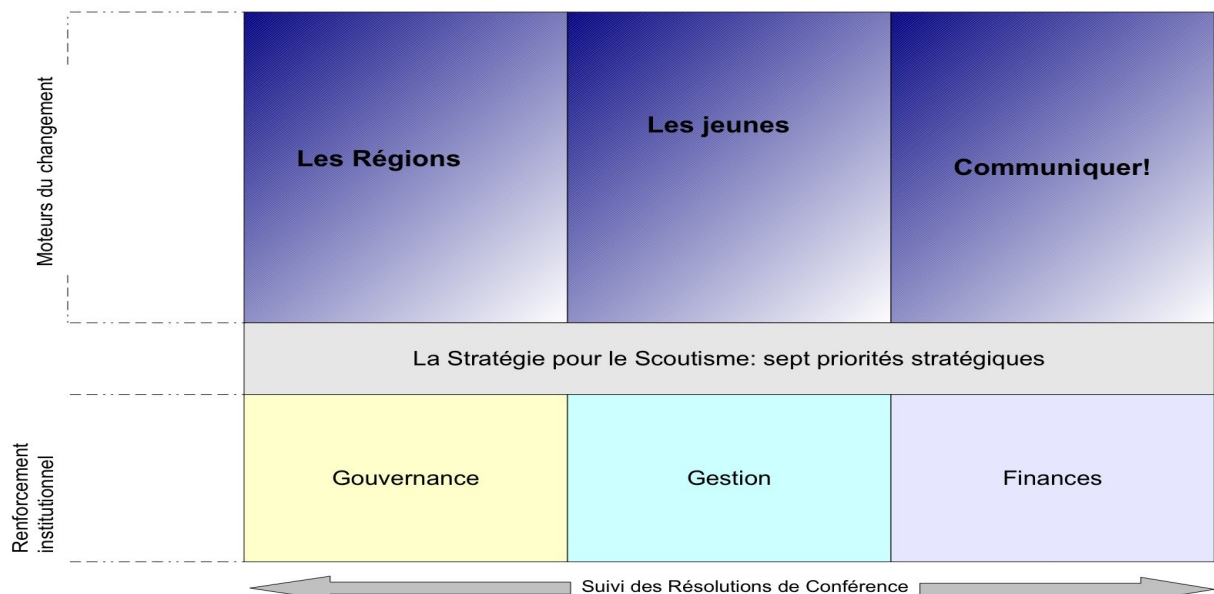 Moteurs du changement
Les Régions
Les jeunes
Communiquer!
La Stratégie pour le Scoutisme: sept priorités stratégiques
Renforcement
institutionnel
Gouvernance
Gestion
Finances
Suivi des Résolutions de Conférence